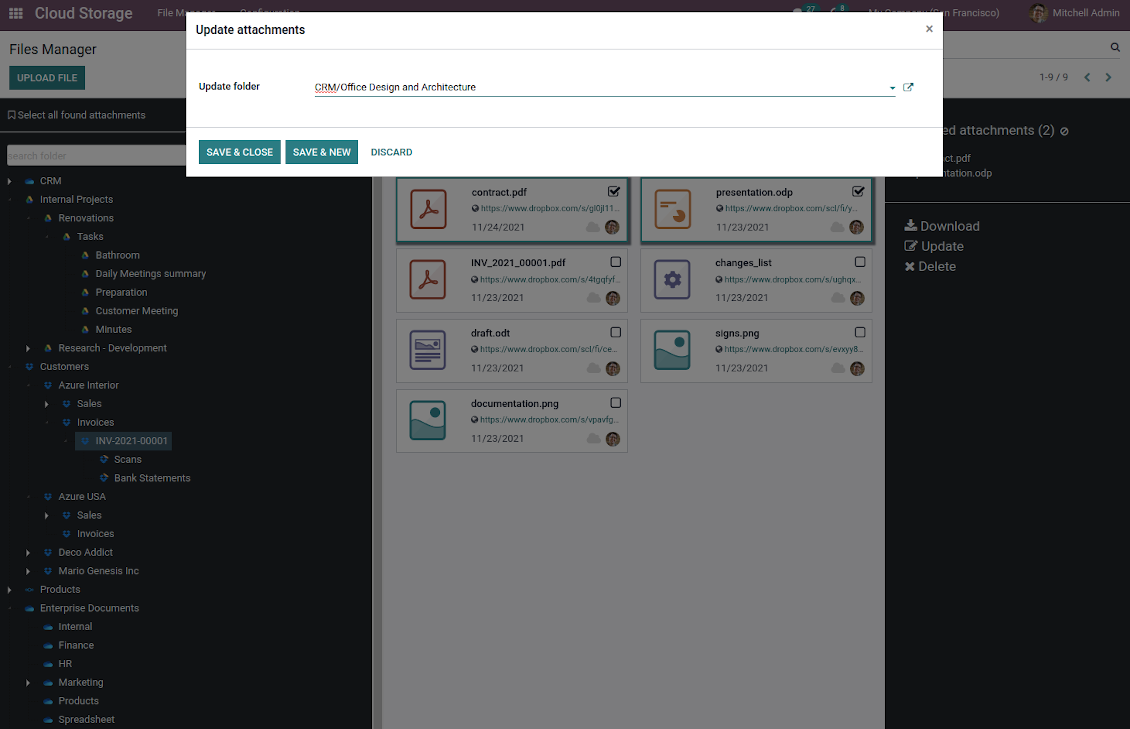 Cloud Storage
Configuration
27
8
My Company (San Francisco)
Mitchell Admin
Update attachments
×
Files Manager
UPLOAD FILE
1-9 / 9
Update folder
CRM/Office Design and Architecture
SAVE & CLOSE
SAVE & NEW
DISCARD
Select all found attachments
search folder
CRM
Internal Projects
Renovations
Tasks
Bathroom
Daily Meetings summary
Preparation
Customer Meeting
Minutes
Research - Development
Customers
Azure Interior
Sales
Invoices
INV-2021-00001
Scans
Bank Statements
Azure USA
Sales
Invoices
Deco Addict
Mario Genesis Inc
Products
Enterprise Documents
Internal
Finance
HR
Marketing
Products
Spreadsheet
contract.pdf
https://www.dropbox.com/s/gl0jl11...
11/24/2021
presentation.odp
https://www.dropbox.com/scl/fi/y...
11/23/2021
INV_2021_00001.pdf
https://www.dropbox.com/s/4tgqfyf...
11/23/2021
changes_list
https://www.dropbox.com/s/ughqx...
11/23/2021
draft.odt
https://www.dropbox.com/scl/fi/ce...
11/23/2021
signs.png
https://www.dropbox.com/s/evxyy8...
11/23/2021
documentation.png
https://www.dropbox.com/s/vpavfg...
11/23/2021
ed attachments (2)
ct.pdf
ntation.odp
Download
Update
Delete